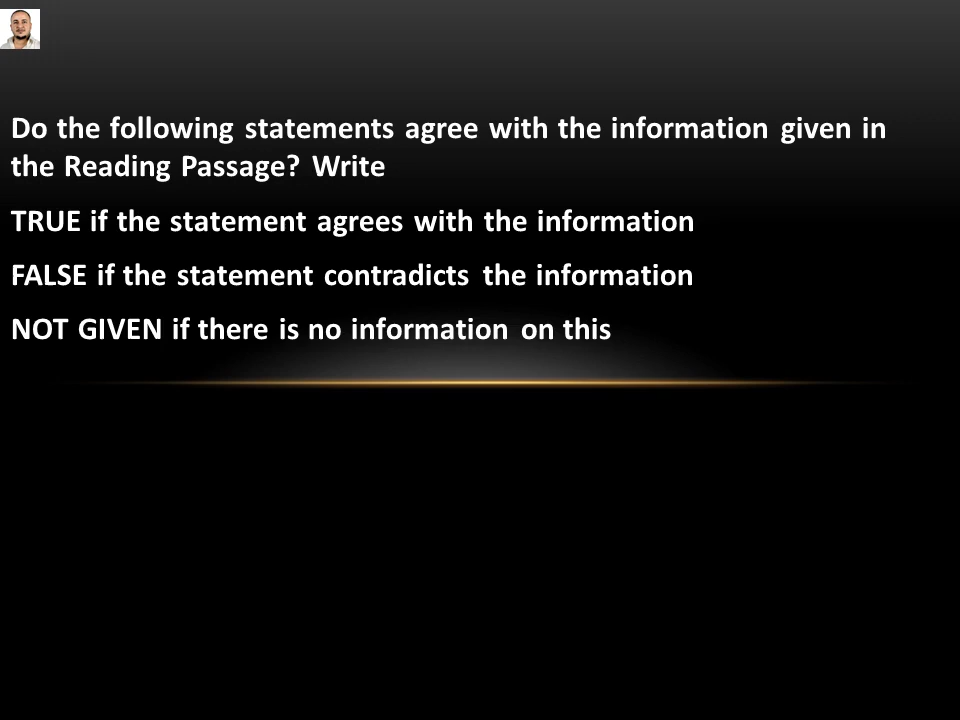 Do the following statements agree with the information given in
the Reading Passage? Write
TRUE if the statement agrees with the information
FALSE if the statement contradicts the information
NOT GIVEN if there is no information on this